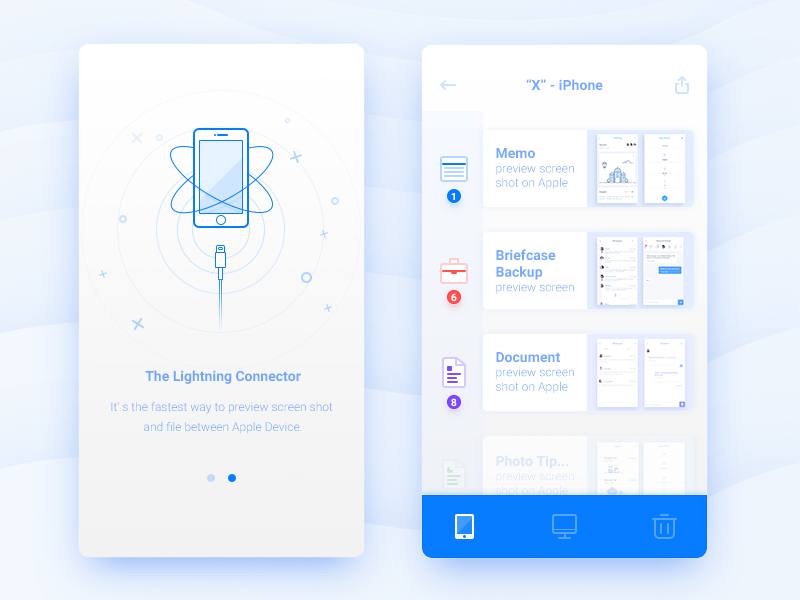 The Lightning Connector
It' s the fastest way to preview screen shot
and file between Apple Device.
“X” - iPhone
Memo
preview screen
shot on Apple
1
Briefcase
Backup
preview screen
6
Document
preview screen
shot on Apple
8
Photo Tip...
preview screen
shot on Apple